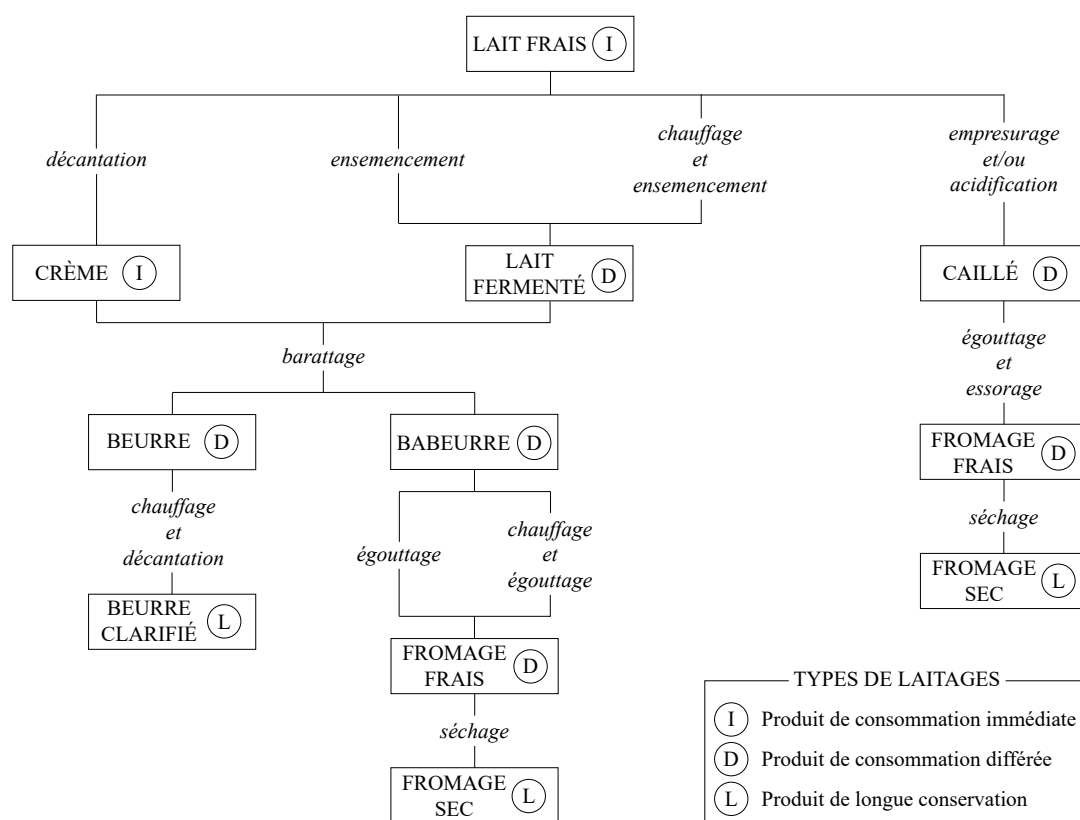 LAIT FRAIS I
décantation
ensemencement
chauffage
et
ensemencement
empresurage
et/ou
acidification
CRÈME I
LAIT
FERMENTÉ D
CAILLÉ D
barattage
égouttage
et
essorage
BEURRE D
BABEURRE D
FROMAGE
FRAIS D
chauffage
et
décantation
égouttage
chauffage
et
égouttage
séchage
FROMAGE
SEC L
BEURRE
CLARIFIÉ L
FROMAGE
FRAIS D
séchage
FROMAGE
SEC L
TYPES DE LAITAGES
I Produit de consommation immédiate
D Produit de consommation différée
L Produit de longue conservation